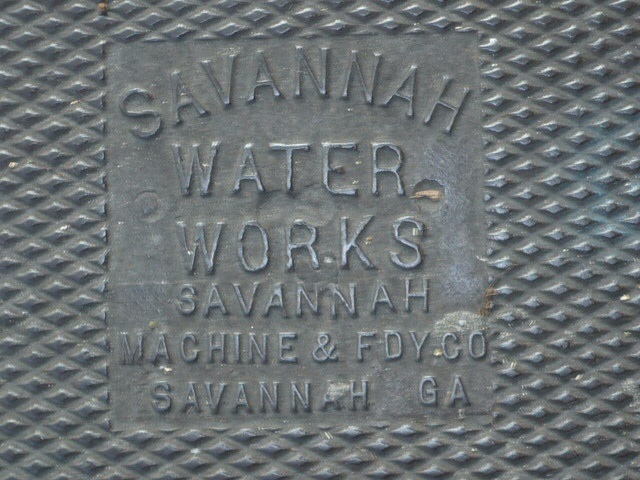 SAVANNAH
WATER
WORKS
SAVANNAH
MACHINE & FDY CO
SAVANNAH GA